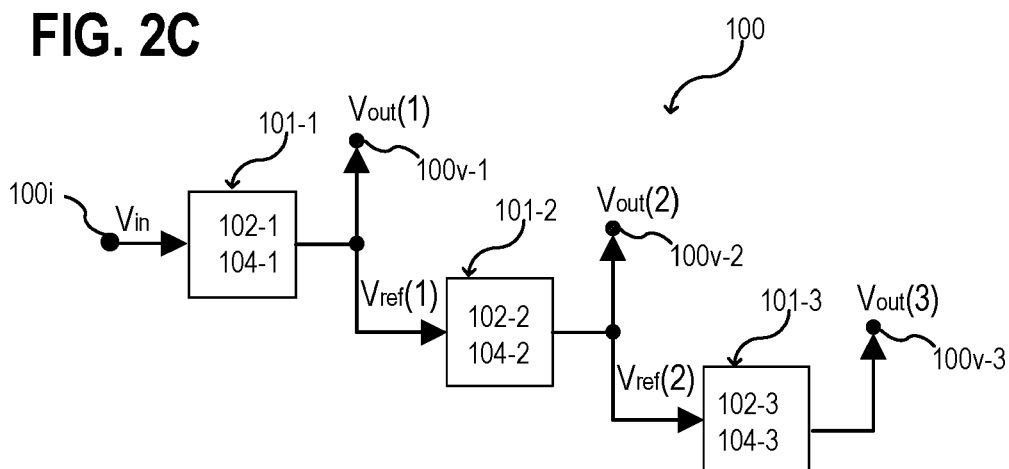 FIG. 2C
100
Vout(1)
101-1
100v-1
100i
Vin
102-1
104-1
Vref(1)
Vout(2)
101-2
100v-2
102-2
104-2
Vref(2)
Vout(3)
101-3
100v-3
102-3
104-3